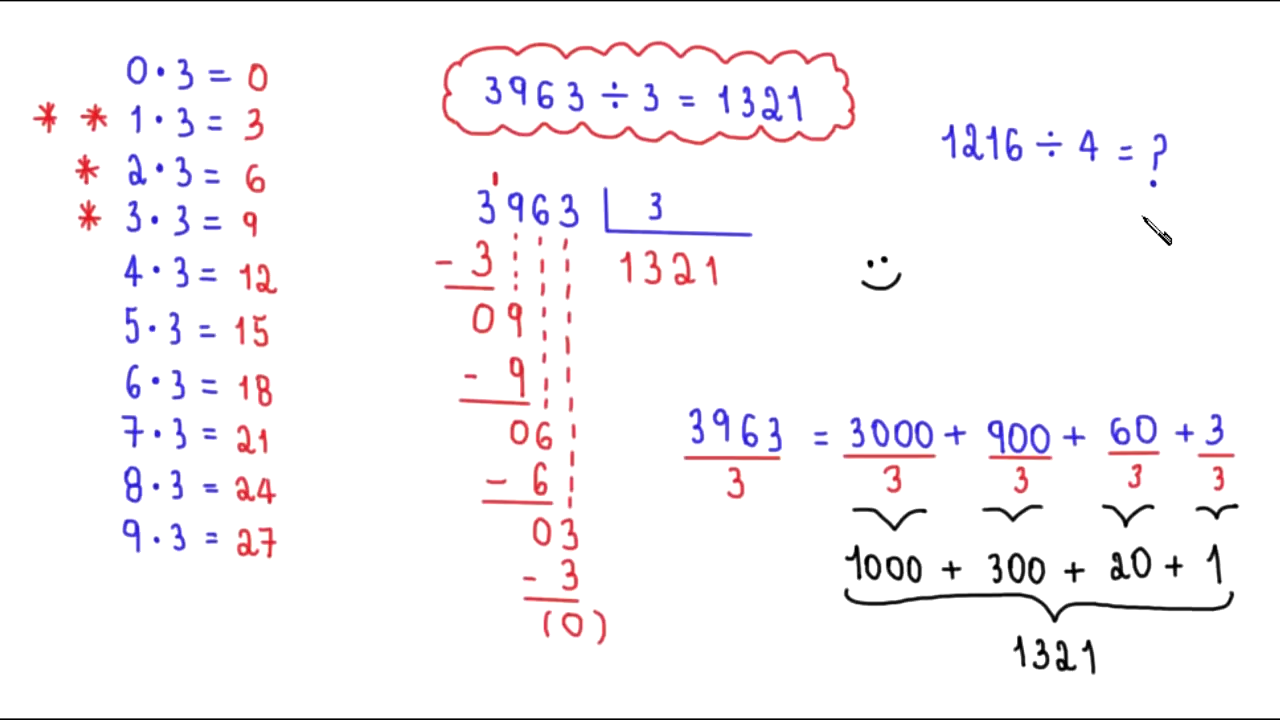 0·3 = 0
* * 1·3 = 3
* 2·3 = 6
* 3·3 = 9
4·3 = 12
5·3 = 15
6·3 = 18
7·3 = 21
8·3 = 24
9·3 = 27
3963 ÷ 3 = 1321
3'963 3
- 3 1321
09
- 9
06
- 6
03
- 3
(0)
1216 ÷ 4 = ?
3963 = 3000 + 900 + 60 + 3
3 3 3 3 3
1000 + 300 + 20 + 1
1321